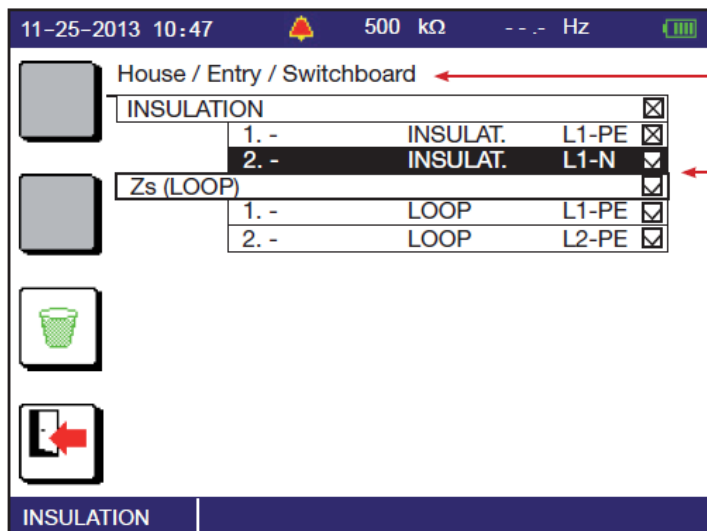 11-25-2013 10:47 500 kΩ - - .- Hz
House / Entry / Switchboard
INSULATION
1. - INSULAT. L1-PE
2. - INSULAT. L1-N
Zs (LOOP)
1. - LOOP L1-PE
2. - LOOP L2-PE
INSULATION